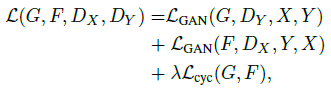 ℒ(G, F, D_X, D_Y) =ℒ_GAN(G, D_Y, X, Y)
+ ℒ_GAN(F, D_X, Y, X)
+ λℒ_cyc(G, F),